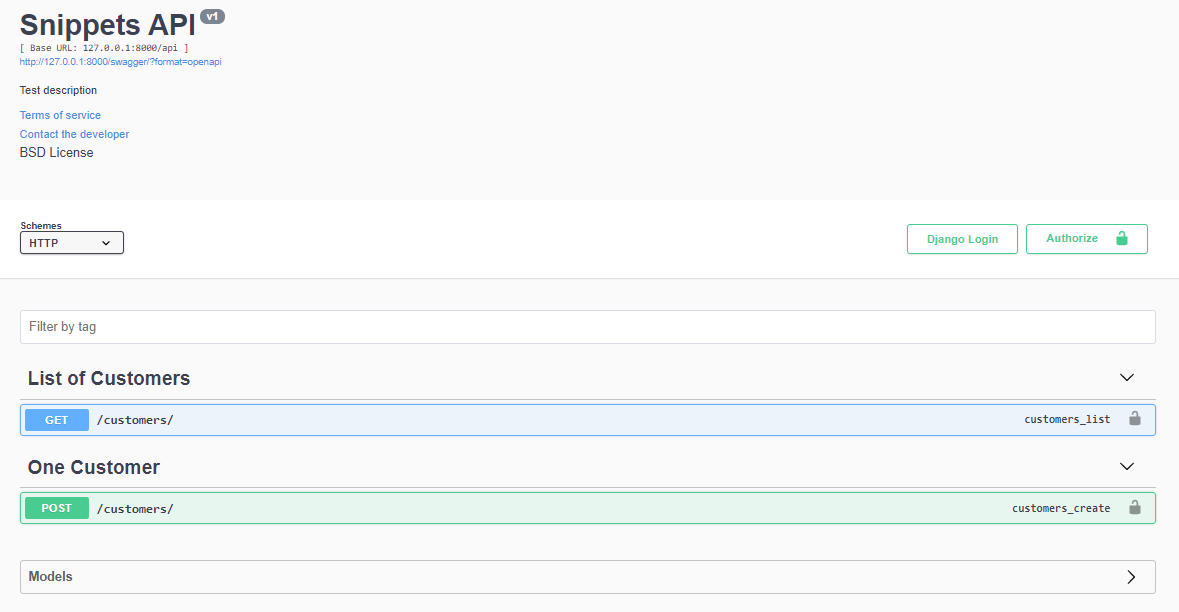 Snippets API v1
[ Base URL: 127.0.0.1:8000/api ]
http://127.0.0.1:8000/swagger/?format=openapi
Test description
Terms of service
Contact the developer
BSD License
Schemes
HTTP
Django Login
Authorize
Filter by tag
List of Customers
GET /customers/ customers_list
One Customer
POST /customers/ customers_create
Models